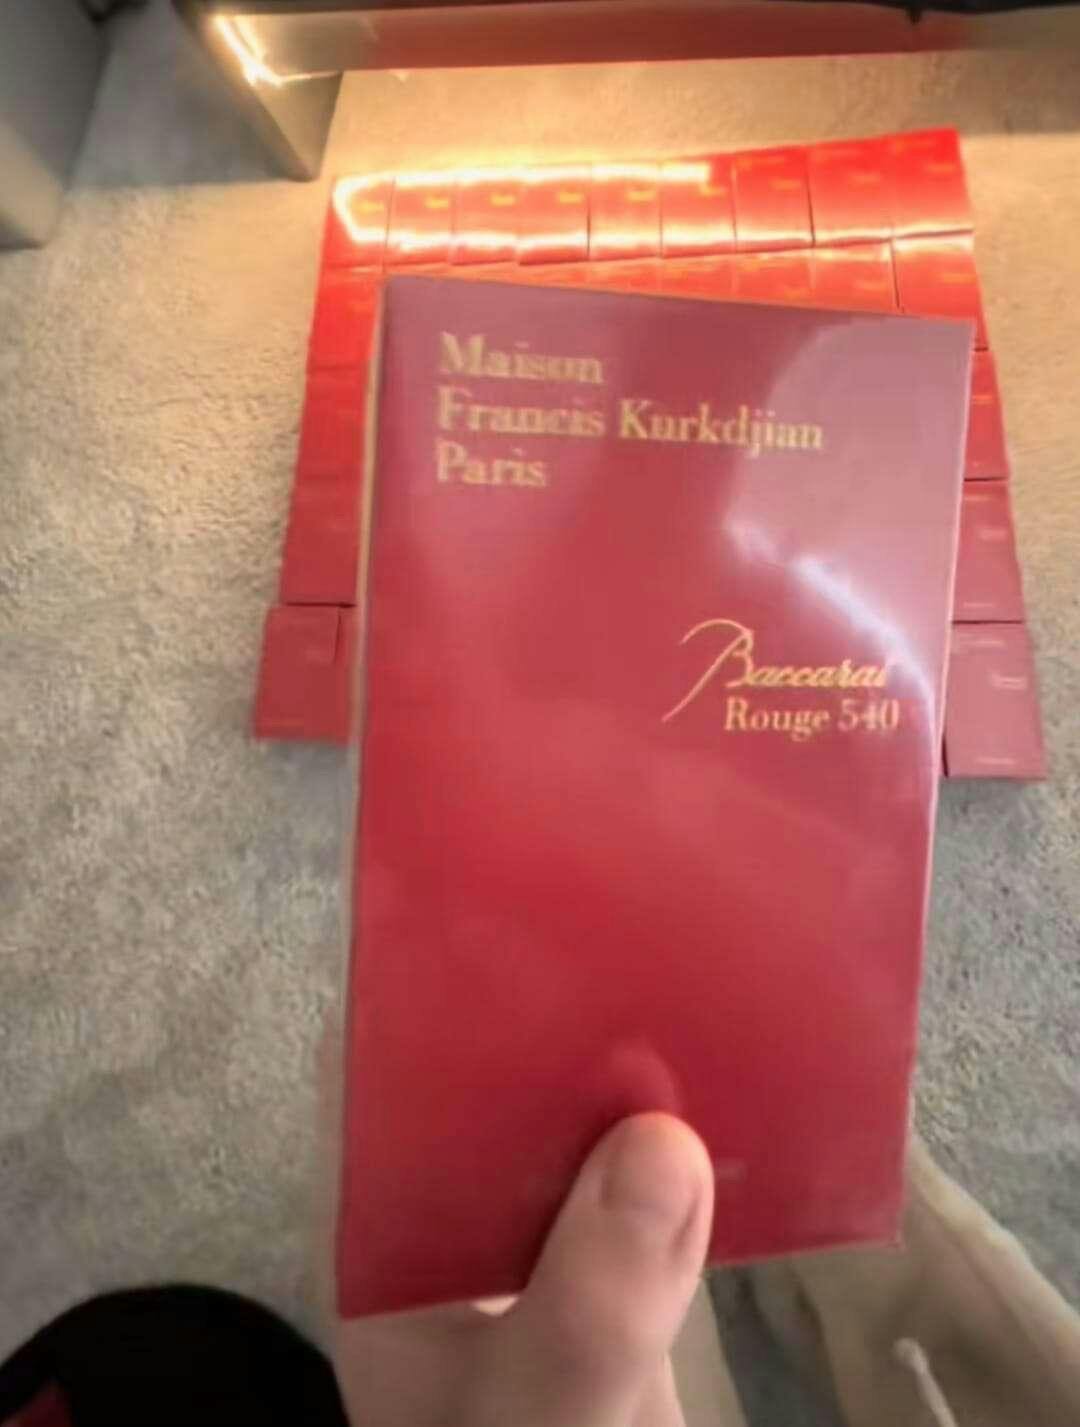 Maison
Francis Kurkdjian
Paris
Baccarat
Rouge 540